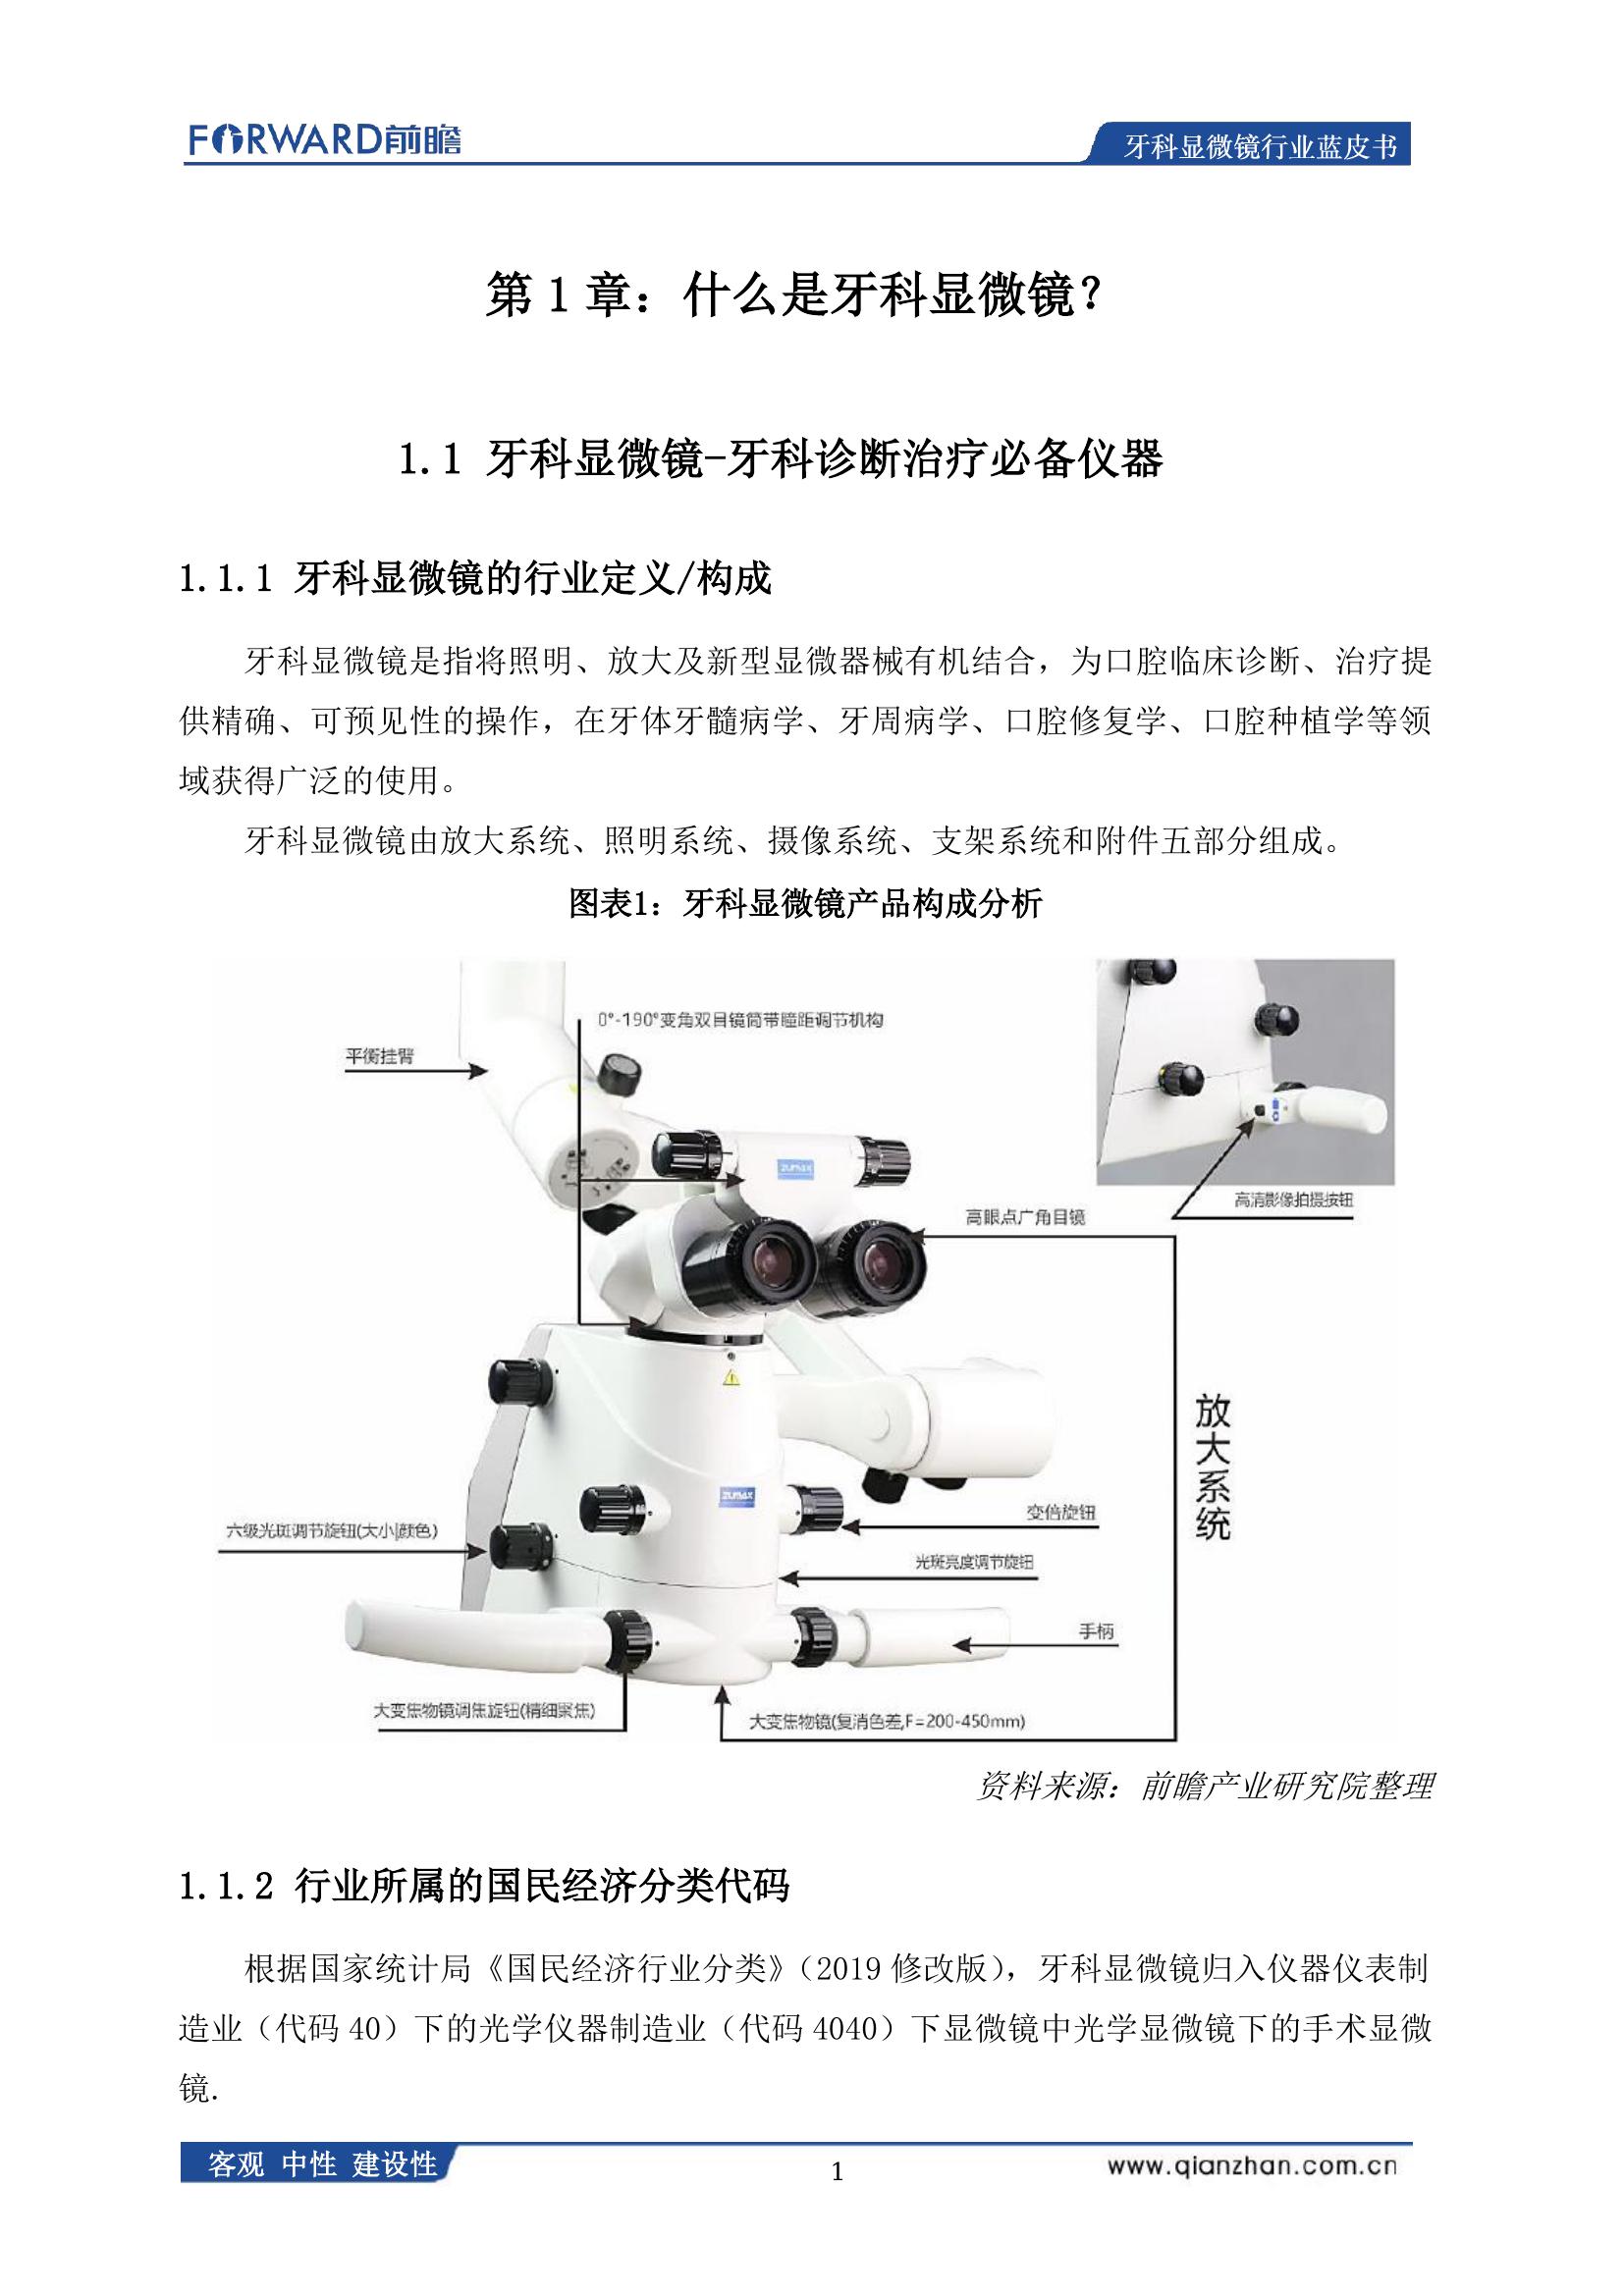 FORWARD前瞻
牙科显微镜行业蓝皮书
第 1 章：什么是牙科显微镜？
1.1 牙科显微镜-牙科诊断治疗必备仪器
1.1.1 牙科显微镜的行业定义/构成
牙科显微镜是指将照明、放大及新型显微器械有机结合，为口腔临床诊断、治疗提
供精确、可预见性的操作，在牙体牙髓病学、牙周病学、口腔修复学、口腔种植学等领
域获得广泛的使用。
牙科显微镜由放大系统、照明系统、摄像系统、支架系统和附件五部分组成。
图表1：牙科显微镜产品构成分析
0°-190°变角双目镜筒带瞳距调节机构
平衡挂臂
ZUMAX
高清影像拍摄按钮
高眼点广角目镜
放大系统
ZUMAX
变倍旋钮
六级光斑调节旋钮(大小|颜色)
光斑亮度调节旋钮
手柄
大变焦物镜调焦旋钮(精细聚焦)
大变焦物镜(复消色差,F=200-450mm)
资料来源：前瞻产业研究院整理
1.1.2 行业所属的国民经济分类代码
根据国家统计局《国民经济行业分类》（2019 修改版），牙科显微镜归入仪器仪表制
造业（代码 40）下的光学仪器制造业（代码 4040）下显微镜中光学显微镜下的手术显微
镜.
客观 中性 建设性
1
www.qianzhan.com.cn